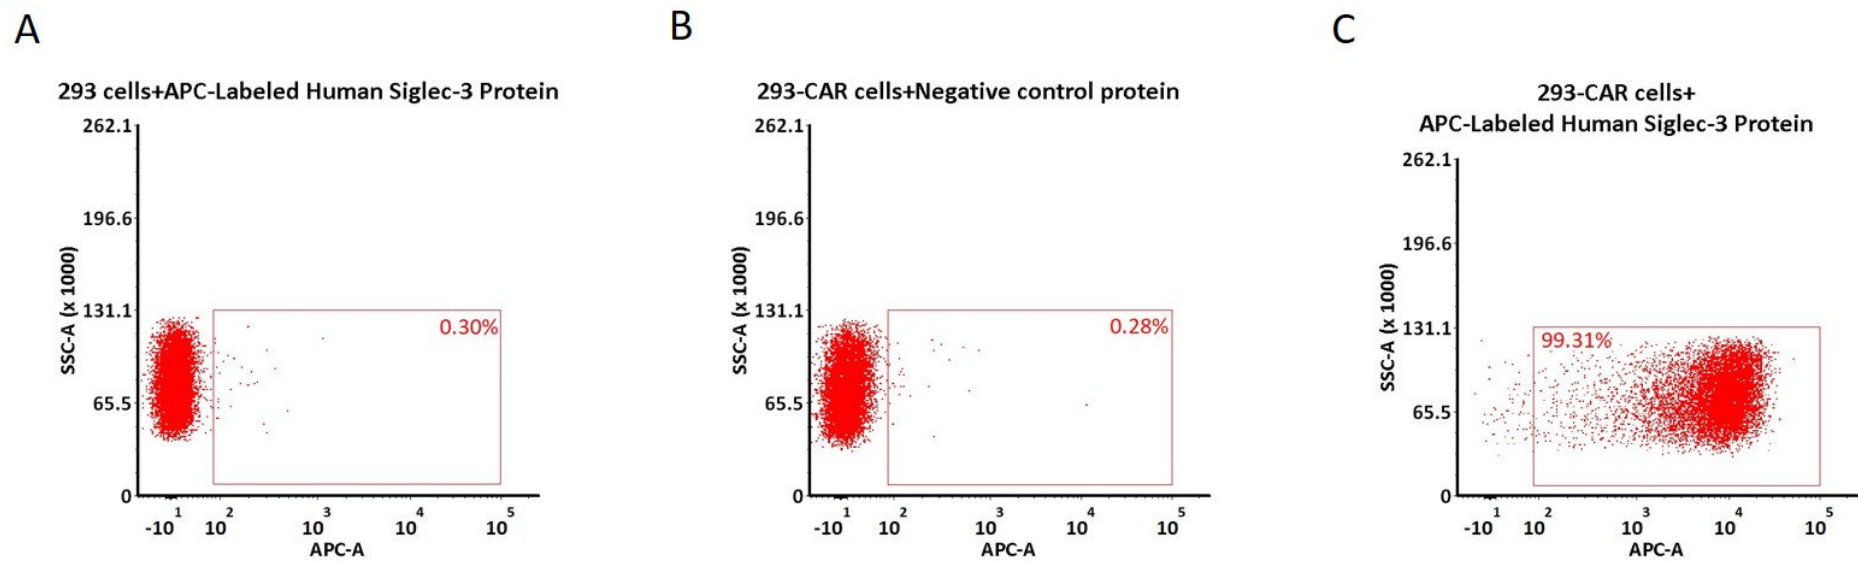 A
293 cells+APC-Labeled Human Siglec-3 Protein
262.1
196.6
131.1
65.5
0
SSC-A (x 1000)
0.30%
-10^1 10^2 10^3 10^4 10^5
APC-A
B
293-CAR cells+Negative control protein
262.1
196.6
131.1
65.5
0
SSC-A (x 1000)
0.28%
-10^1 10^2 10^3 10^4 10^5
APC-A
C
293-CAR cells+
APC-Labeled Human Siglec-3 Protein
262.1
196.6
131.1
65.5
0
SSC-A (x 1000)
99.31%
-10^1 10^2 10^3 10^4 10^5
APC-A